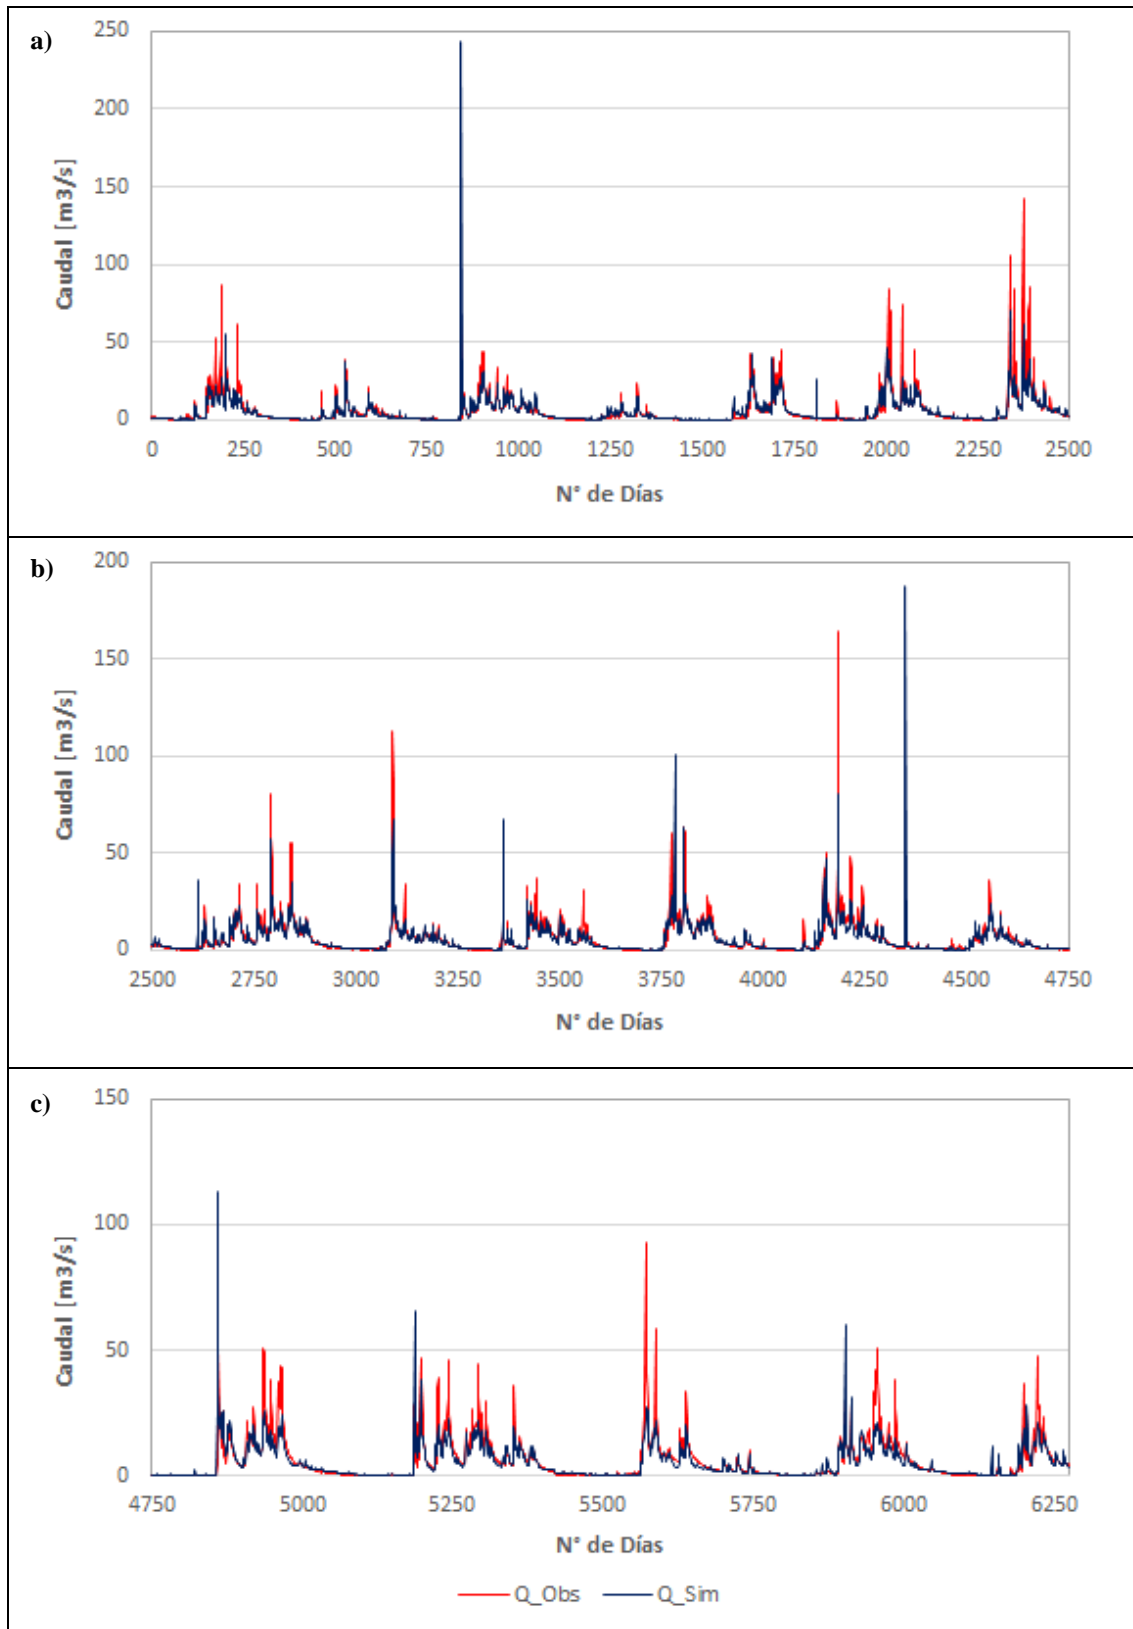 a)
250
200
150
100
50
0
Caudal [m3/s]
0 250 500 750 1000 1250 1500 1750 2000 2250 2500
N° de Días
b)
200
150
100
50
0
Caudal [m3/s]
2500 2750 3000 3250 3500 3750 4000 4250 4500 4750
N° de Días
c)
150
100
50
0
Caudal [m3/s]
4750 5000 5250 5500 5750 6000 6250
N° de Días
Q_Obs Q_Sim